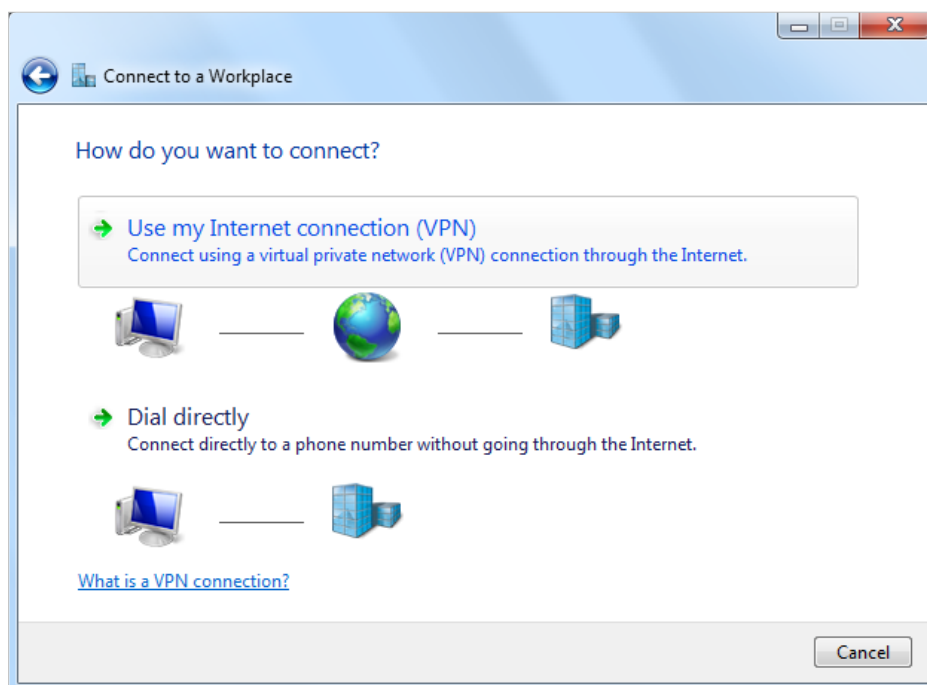 Connect to a Workplace
How do you want to connect?
Use my Internet connection (VPN)
Connect using a virtual private network (VPN) connection through the Internet.
Dial directly
Connect directly to a phone number without going through the Internet.
What is a VPN connection?
Cancel